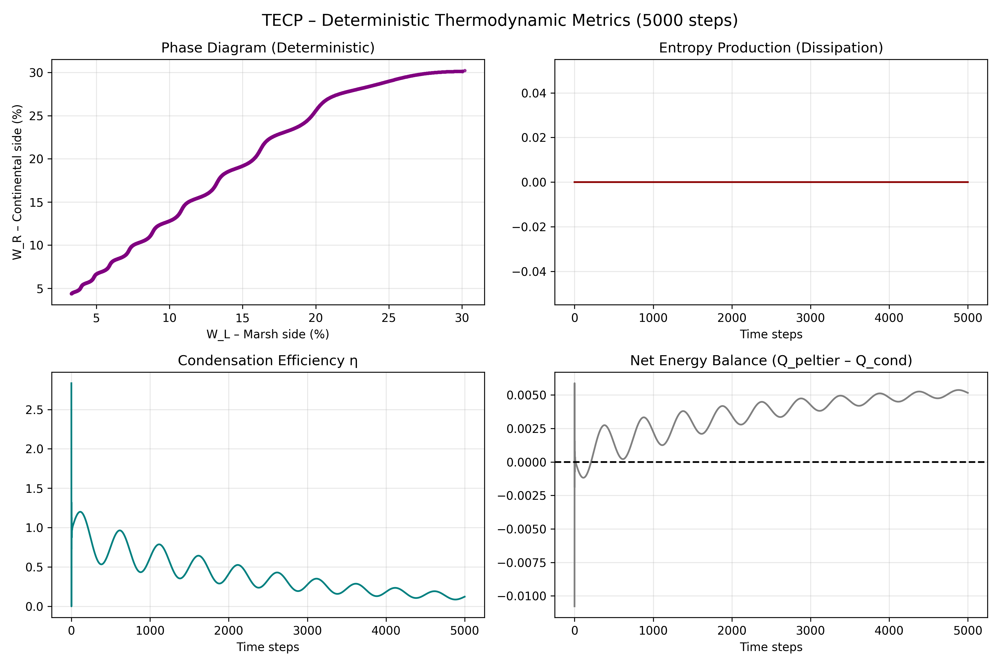 TECP – Deterministic Thermodynamic Metrics (5000 steps)
Phase Diagram (Deterministic)
W_R – Continental side (%)
30
25
20
15
10
5
5 10 15 20 25 30
W_L – Marsh side (%)
Entropy Production (Dissipation)
0.04
0.02
0.00
−0.02
−0.04
0 1000 2000 3000 4000 5000
Time steps
Condensation Efficiency η
2.5
2.0
1.5
1.0
0.5
0.0
0 1000 2000 3000 4000 5000
Time steps
Net Energy Balance (Q_peltier – Q_cond)
0.0050
0.0025
0.0000
−0.0025
−0.0050
−0.0075
−0.0100
0 1000 2000 3000 4000 5000
Time steps